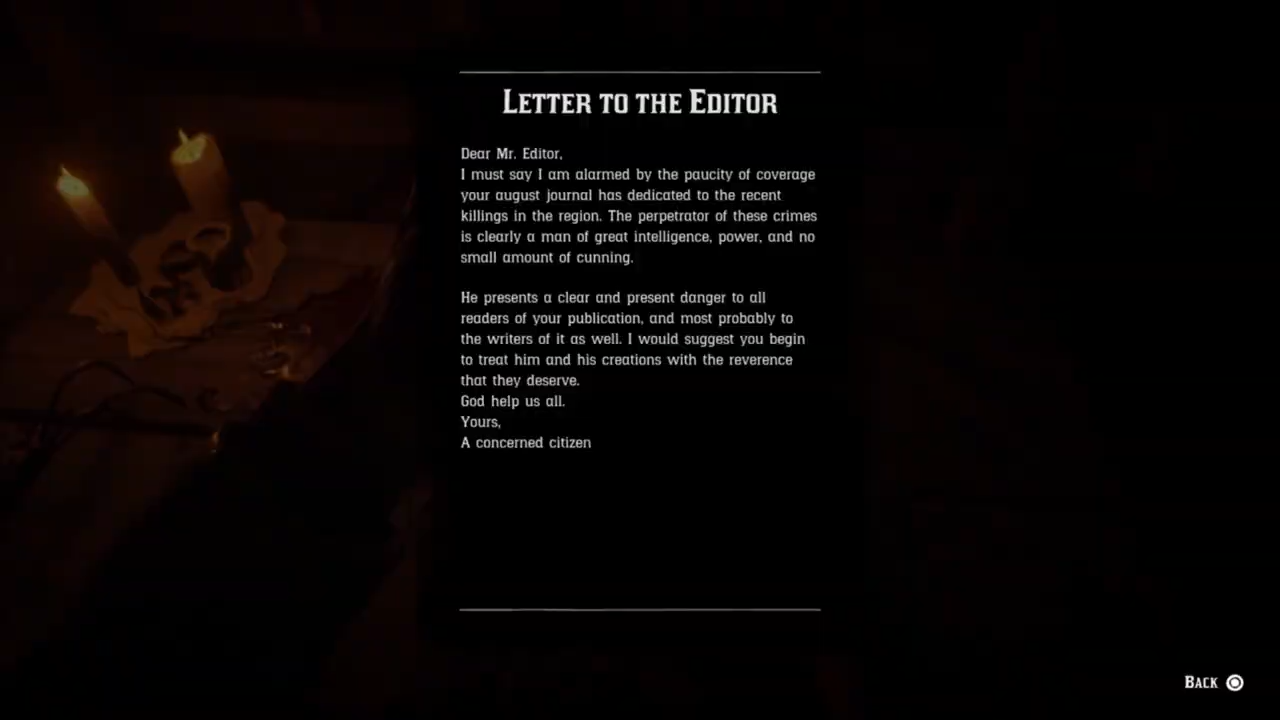 Letter to the Editor
Dear Mr. Editor,
I must say I am alarmed by the paucity of coverage
your august journal has dedicated to the recent
killings in the region. The perpetrator of these crimes
is clearly a man of great intelligence, power, and no
small amount of cunning.
He presents a clear and present danger to all
readers of your publication, and most probably to
the writers of it as well. I would suggest you begin
to treat him and his creations with the reverence
that they deserve.
God help us all.
Yours,
A concerned citizen
Back